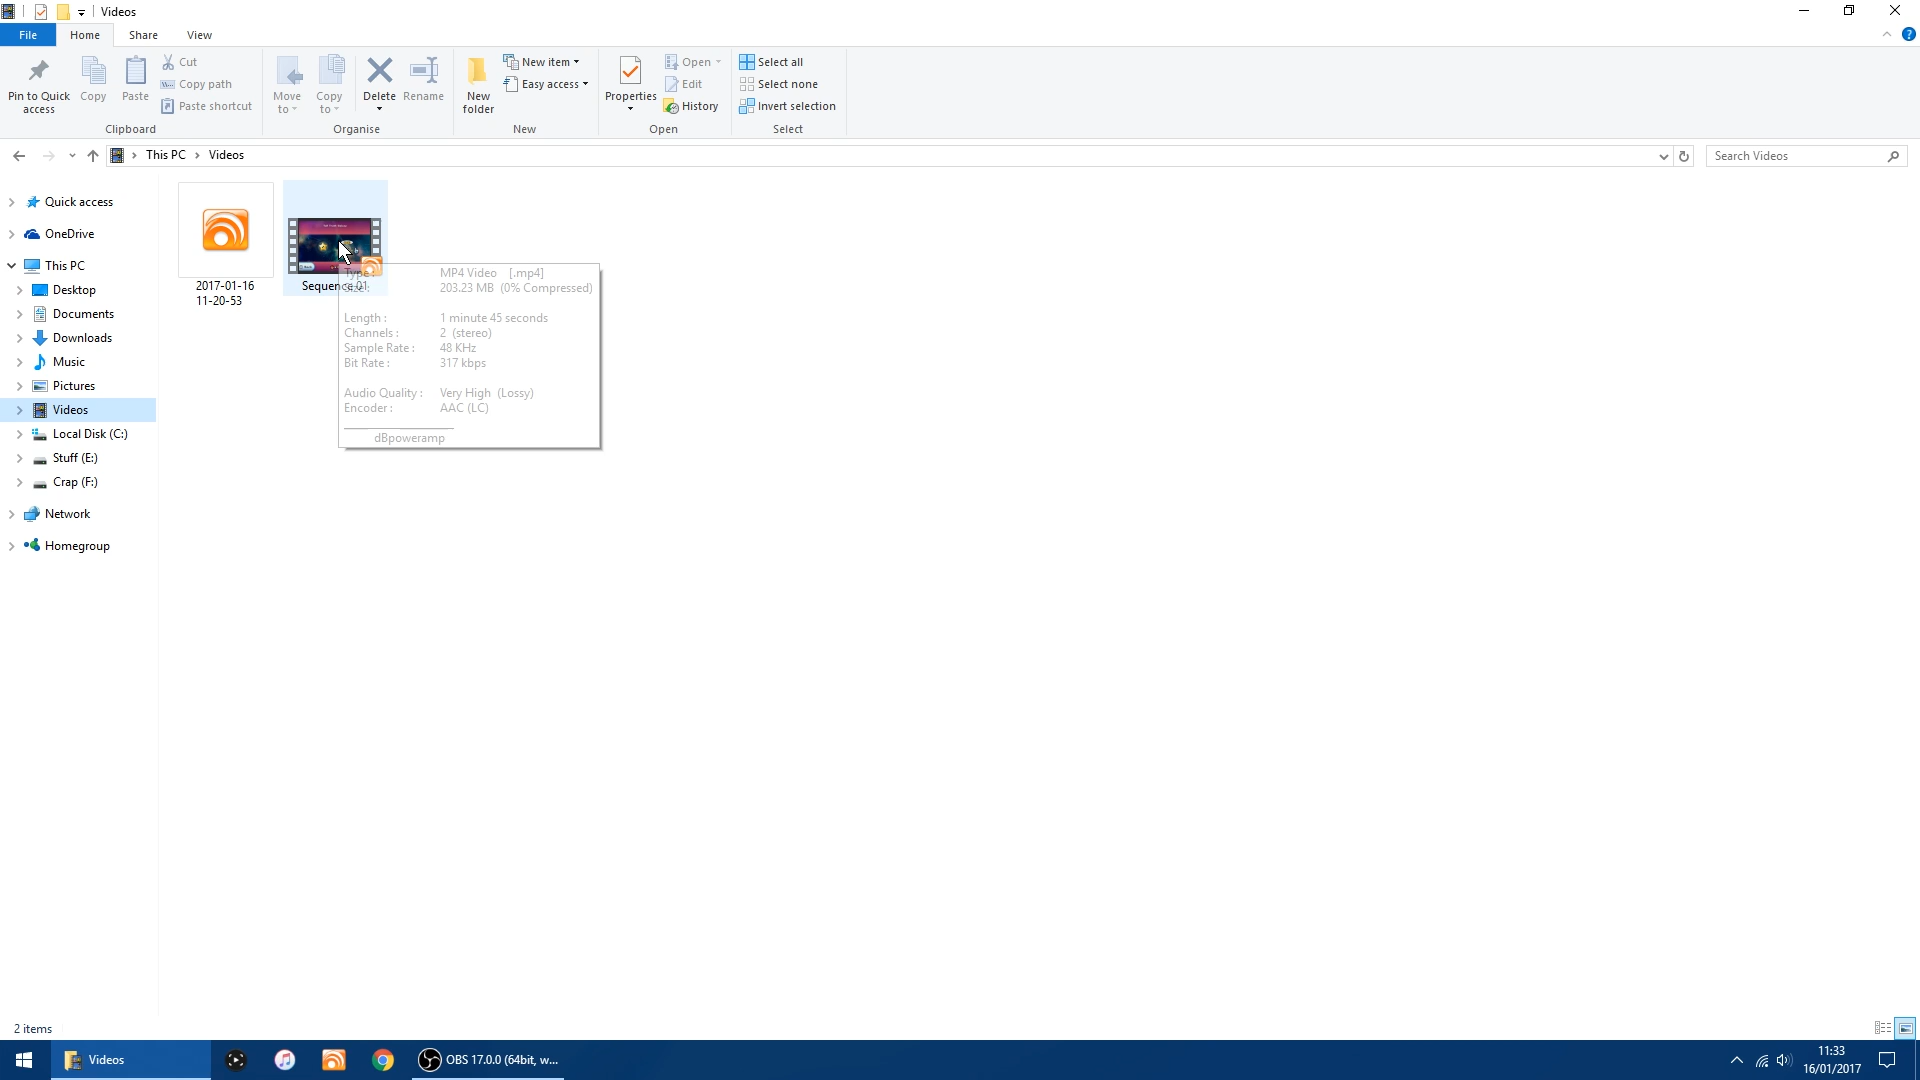 Videos
File Home Share View
Pin to Quick access
Copy
Paste
Cut
Copy path
Paste shortcut
Clipboard
Move to
Copy to
Delete
Rename
Organise
New folder
New item
Easy access
New
Properties
Open
Edit
History
Open
Select all
Select none
Invert selection
Select
This PC Videos
Search Videos
Quick access
OneDrive
This PC
Desktop
Documents
Downloads
Music
Pictures
Videos
Local Disk (C:)
Stuff (E:)
Crap (F:)
Network
Homegroup
2017-01-16
11-20-53
Sequence 01
Type: MP4 Video [.mp4]
Size: 203.23 MB (0% Compressed)
Length : 1 minute 45 seconds
Channels : 2 (stereo)
Sample Rate : 48 KHz
Bit Rate : 317 kbps
Audio Quality : Very High (Lossy)
Encoder : AAC (LC)
dBpoweramp
2 items
Videos
OBS 17.0.0 (64bit, w...
11:33
16/01/2017